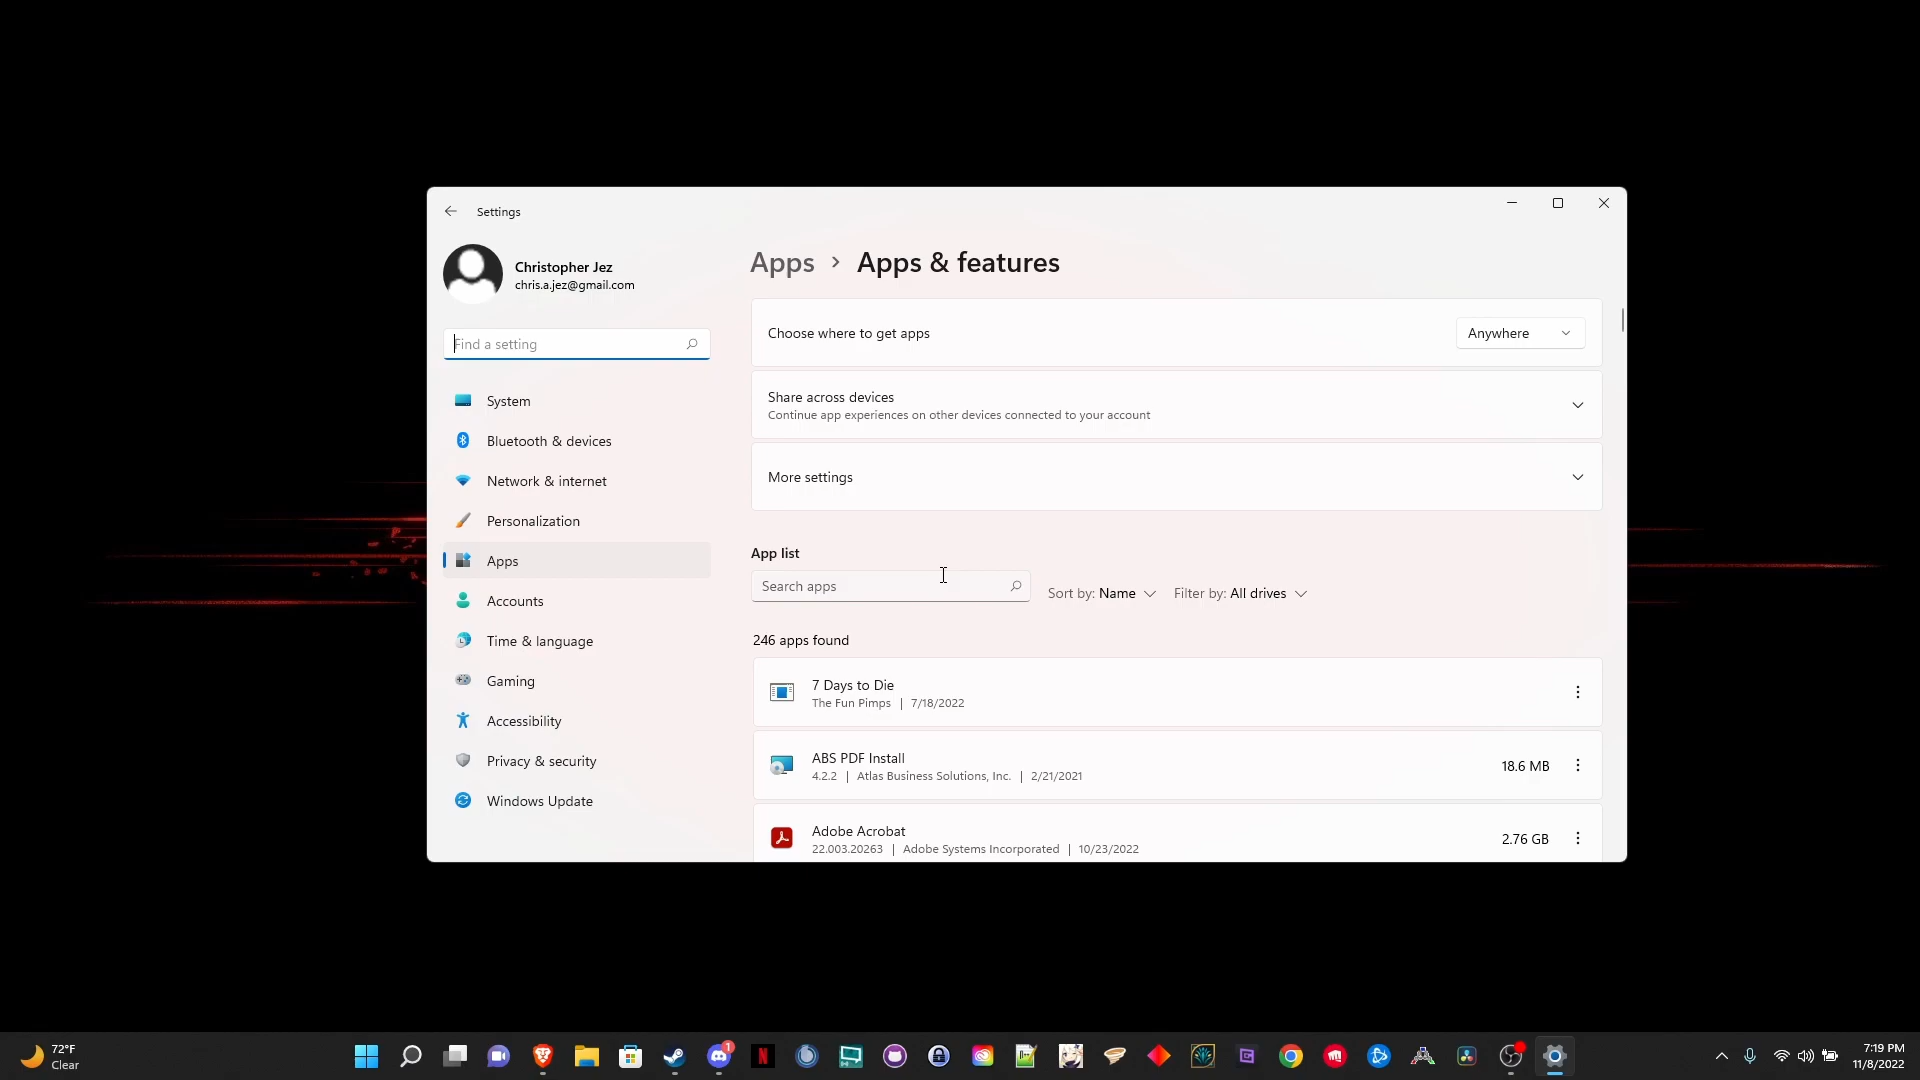 Settings
Christopher Jez
chris.a.jez@gmail.com
Find a setting
System
Bluetooth & devices
Network & internet
Personalization
Apps
Accounts
Time & language
Gaming
Accessibility
Privacy & security
Windows Update
Apps > Apps & features
Choose where to get apps
Anywhere
Share across devices
Continue app experiences on other devices connected to your account
More settings
App list
Search apps
Sort by: Name
Filter by: All drives
246 apps found
7 Days to Die
The Fun Pimps | 7/18/2022
ABS PDF Install
4.2.2 | Atlas Business Solutions, Inc. | 2/21/2021
18.6 MB
Adobe Acrobat
22.003.20263 | Adobe Systems Incorporated | 10/23/2022
2.76 GB
72°F
Clear
1
7:19 PM
11/8/2022